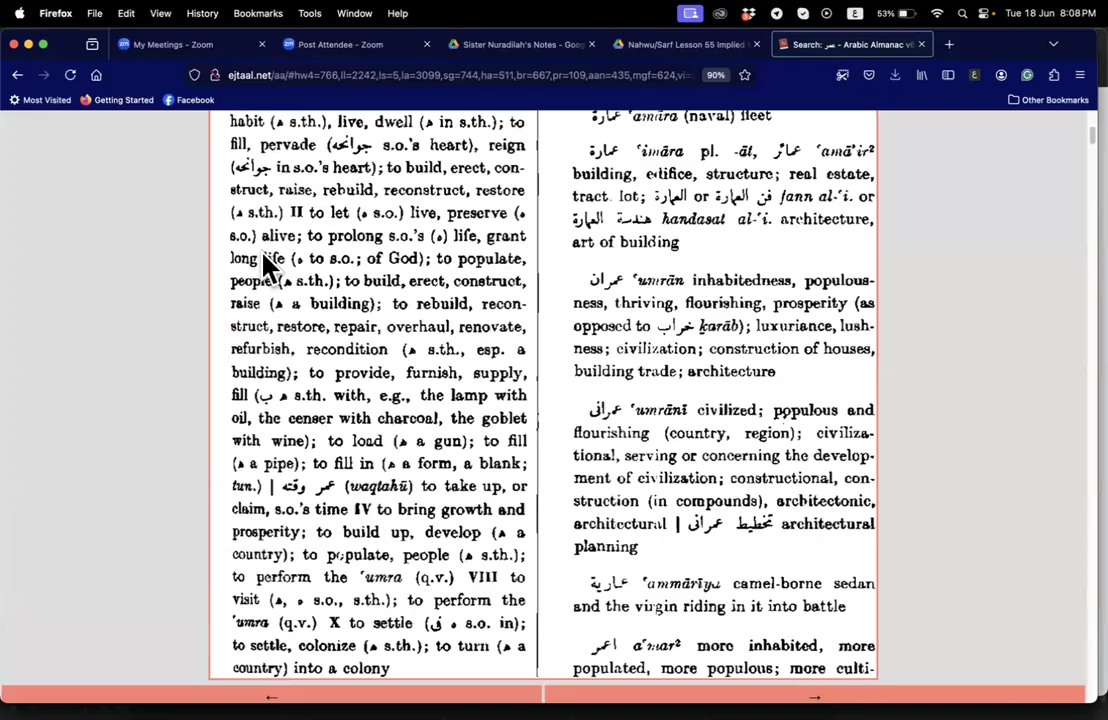 Firefox File Edit View History Bookmarks Tools Window Help
53% Tue 18 Jun 8:08 PM
My Meetings - Zoom
Post Attendee - Zoom
Sister Nuradilah's Notes - Goo
Nahwu/Sarf Lesson 55 Implied
Search: عمر - Arabic Almanac v6
ejtaal.net/aa/#hw4=766,ll=2242,ls=5,la=3099,sg=744,ha=511,br=667,pr=109,aan=435,mgf=624,vi=
90%
Most Visited Getting Started Facebook Other Bookmarks
habit (ﻫ s.th.), live, dwell (ﻫ in s.th.); to
fill, pervade (جوانحه s.o.'s heart), reign
(جوانحه in s.o.'s heart); to build, erect, con-
struct, raise, rebuild, reconstruct, restore
(ﻫ s.th.) II to let (ه s.o.) live, preserve (ه
s.o.) alive; to prolong s.o.'s (ه) life, grant
long life (ه to s.o.; of God); to populate,
people (ﻫ s.th.); to build, erect, construct,
raise (ﻫ a building); to rebuild, recon-
struct, restore, repair, overhaul, renovate,
refurbish, recondition (ﻫ s.th., esp. a
building); to provide, furnish, supply,
fill (ب ﻫ s.th. with, e.g., the lamp with
oil, the censer with charcoal, the goblet
with wine); to load (ﻫ a gun); to fill
(ﻫ a pipe); to fill in (ﻫ a form, a blank;
tun.) | عمر وقته (waqtahū) to take up, or
claim, s.o.'s time IV to bring growth and
prosperity; to build up, develop (ﻫ a
country); to populate, people (ﻫ s.th.);
to perform the ‘umra (q.v.) VIII to
visit (ﻫ, ه s.o., s.th.); to perform the
‘umra (q.v.) X to settle (ه فى s.o. in);
to settle, colonize (ﻫ s.th.); to turn (ﻫ a
country) into a colony
عمارة ‘amāra (naval) fleet
عمارة ‘imāra pl. -āt, عمائر ‘amā'ir²
building, edifice, structure; real estate,
tract. lot; فن العمارة or العمارة fann al-‘i. or
هندسة العمارة handasat al-‘i. architecture,
art of building
عمران ‘umrān inhabitedness, populous-
ness, thriving, flourishing, prosperity (as
opposed to خراب ḵarāb); luxuriance, lush-
ness; civilization; construction of houses,
building trade; architecture
عمرانى ‘umrānī civilized; populous and
flourishing (country, region); civiliza-
tional, serving or concerning the develop-
ment of civilization; constructional, con-
struction (in compounds), architectonic,
architectural | تخطيط عمرانى architectural
planning
عمارية ‘ammārīya camel-borne sedan
and the virgin riding in it into battle
اعمر a‘mar² more inhabited, more
populated, more populous; more culti-
← →